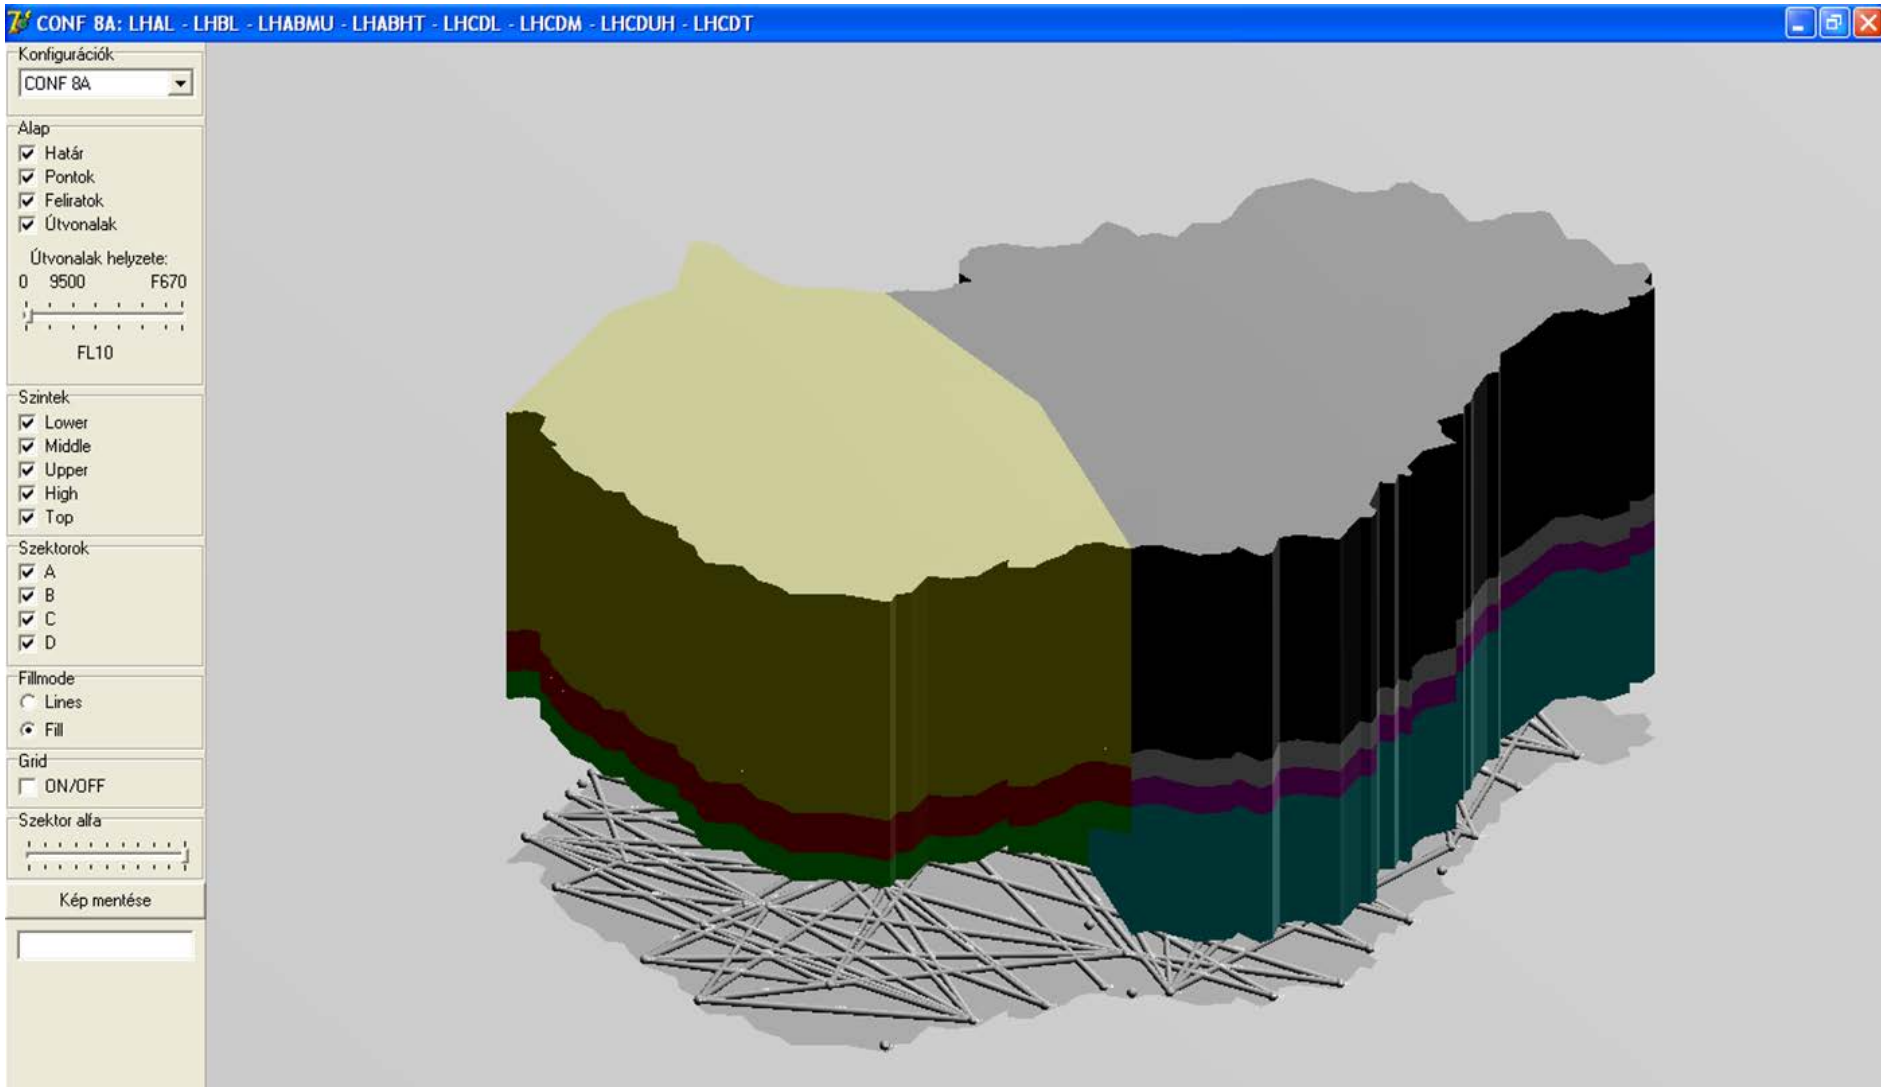 CONF 8A: LHAL - LHBL - LHABMU - LHABHT - LHCDL - LHCDM - LHCDUH - LHCDT
Konfigurációk
CONF 8A
Alap
Határ
Pontok
Feliratok
Útvonalak
Útvonalak helyzete:
0 9500 F670
FL10
Szintek
Lower
Middle
Upper
High
Top
Szektorok
A
B
C
D
Fillmode
Lines
Fill
Grid
ON/OFF
Szektor alfa
Kép mentése